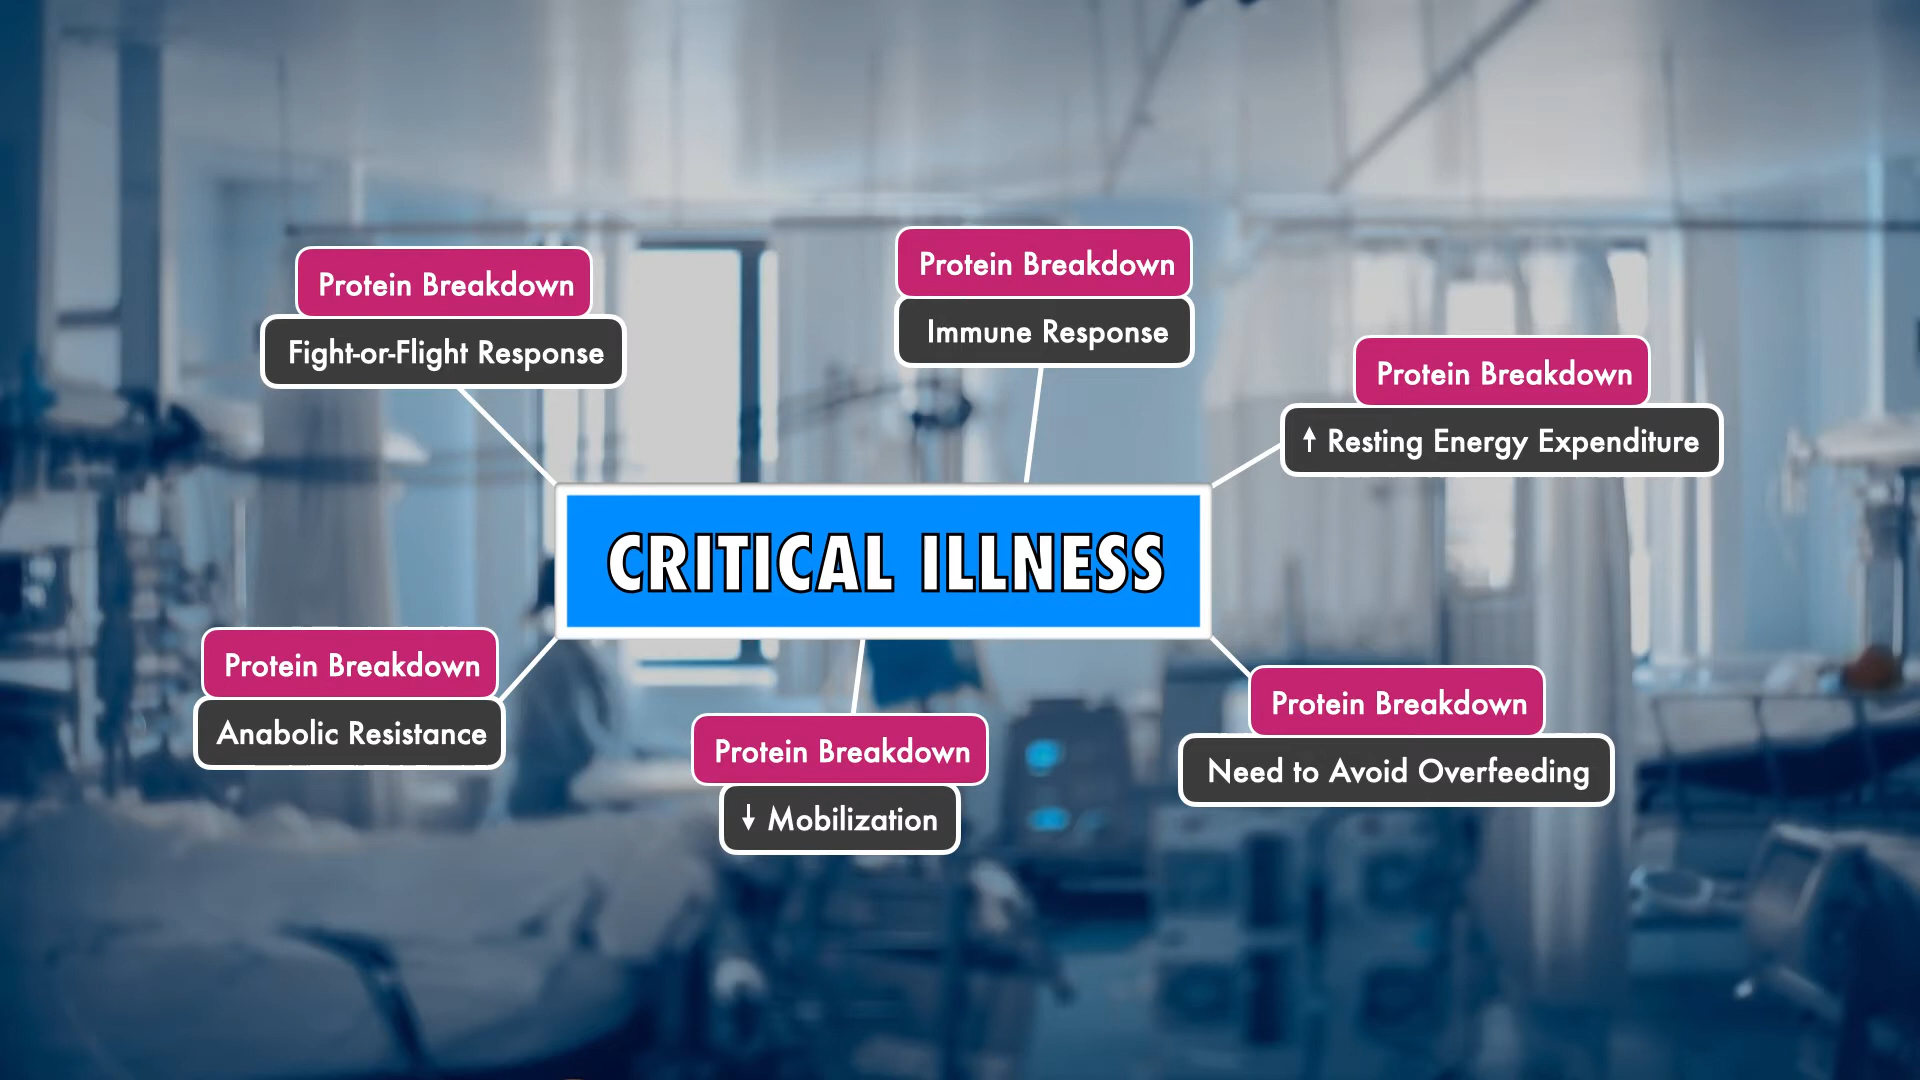 Protein Breakdown
Fight-or-Flight Response
Protein Breakdown
Immune Response
Protein Breakdown
↑ Resting Energy Expenditure
CRITICAL ILLNESS
Protein Breakdown
Anabolic Resistance
Protein Breakdown
↓ Mobilization
Protein Breakdown
Need to Avoid Overfeeding